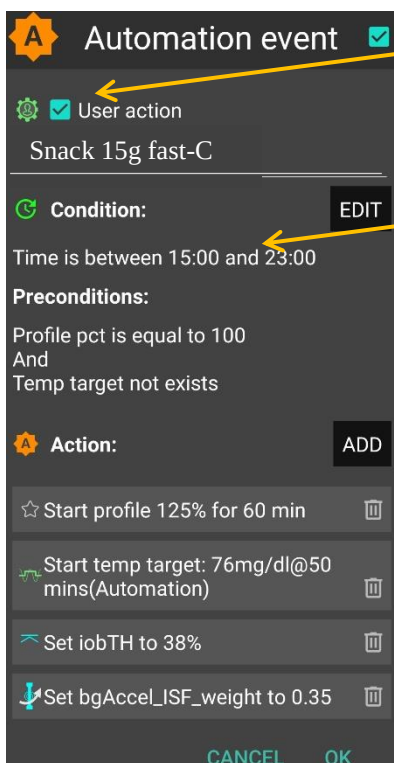 A Automation event
User action
Snack 15g fast-C
Condition:
EDIT
Time is between 15:00 and 23:00
Preconditions:
Profile pct is equal to 100
And
Temp target not exists
A Action:
ADD
Start profile 125% for 60 min
Start temp target: 76mg/dl@50
mins(Automation)
Set iobTH to 38%
Set bgAccel_ISF_weight to 0.35
CANCEL OK